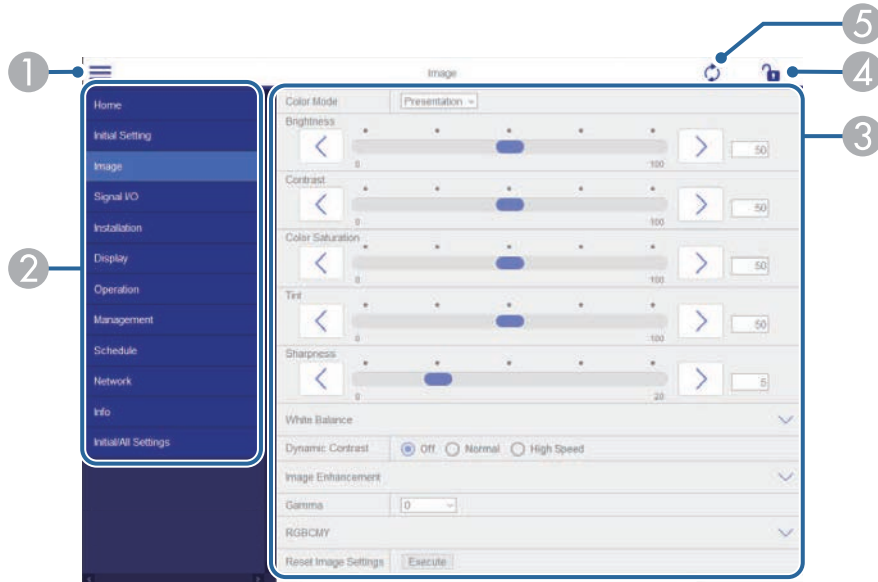 5
1
Image
4
Home
Color Mode
Presentation
Brightness
3
Initial Setting
50
0
100
Image
Contrast
Signal I/O
50
0
100
Installation
Color Saturation
2
Display
50
0
100
Operation
Tint
Management
50
0
100
Schedule
Sharpness
Network
5
0
20
Info
White Balance
Initial/All Settings
Dynamic Contrast
Off
Normal
High Speed
Image Enhancement
Gamma
0
RGBCMY
Reset Image Settings
Execute